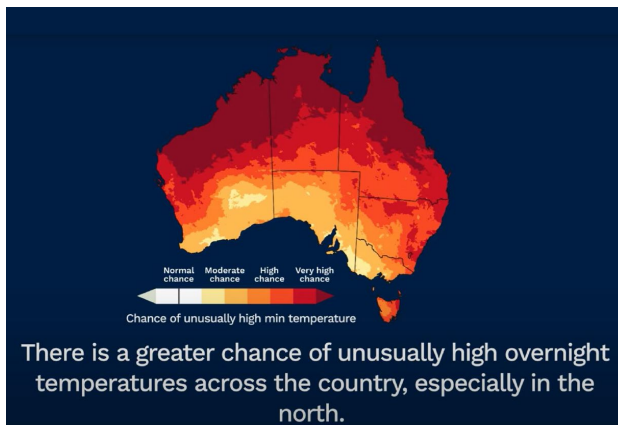 Normal chance
Moderate chance
High chance
Very high chance
Chance of unusually high min temperature
There is a greater chance of unusually high overnight
temperatures across the country, especially in the
north.